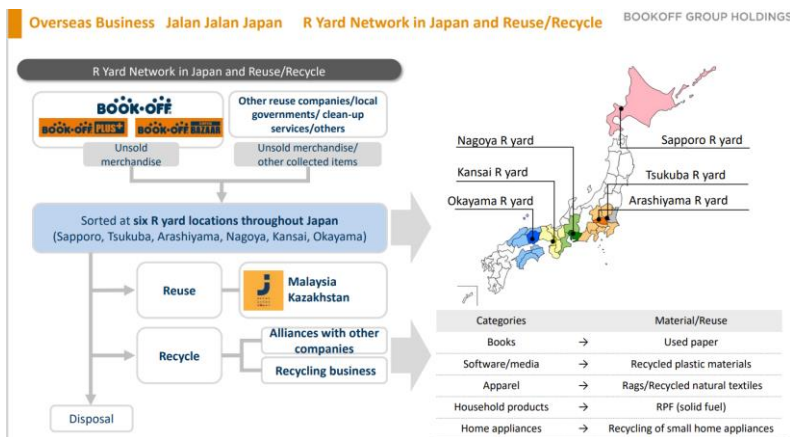 Overseas Business Jalan Jalan Japan R Yard Network in Japan and Reuse/Recycle
BOOKOFF GROUP HOLDINGS
R Yard Network in Japan and Reuse/Recycle
BOOK·OFF
BOOK·OFF PLUS+
BOOK·OFF SUPER BAZAAR
Other reuse companies/local
governments/ clean-up
services/others
Unsold
merchandise
Unsold merchandise/
other collected items
Sorted at six R yard locations throughout Japan
(Sapporo, Tsukuba, Arashiyama, Nagoya, Kansai, Okayama)
Reuse
J
Malaysia
Kazakhstan
Recycle
Alliances with other
companies
Recycling business
Disposal
Nagoya R yard
Sapporo R yard
Kansai R yard
Tsukuba R yard
Okayama R yard
Arashiyama R yard
Categories Material/Reuse
Books → Used paper
Software/media → Recycled plastic materials
Apparel → Rags/Recycled natural textiles
Household products → RPF (solid fuel)
Home appliances → Recycling of small home appliances